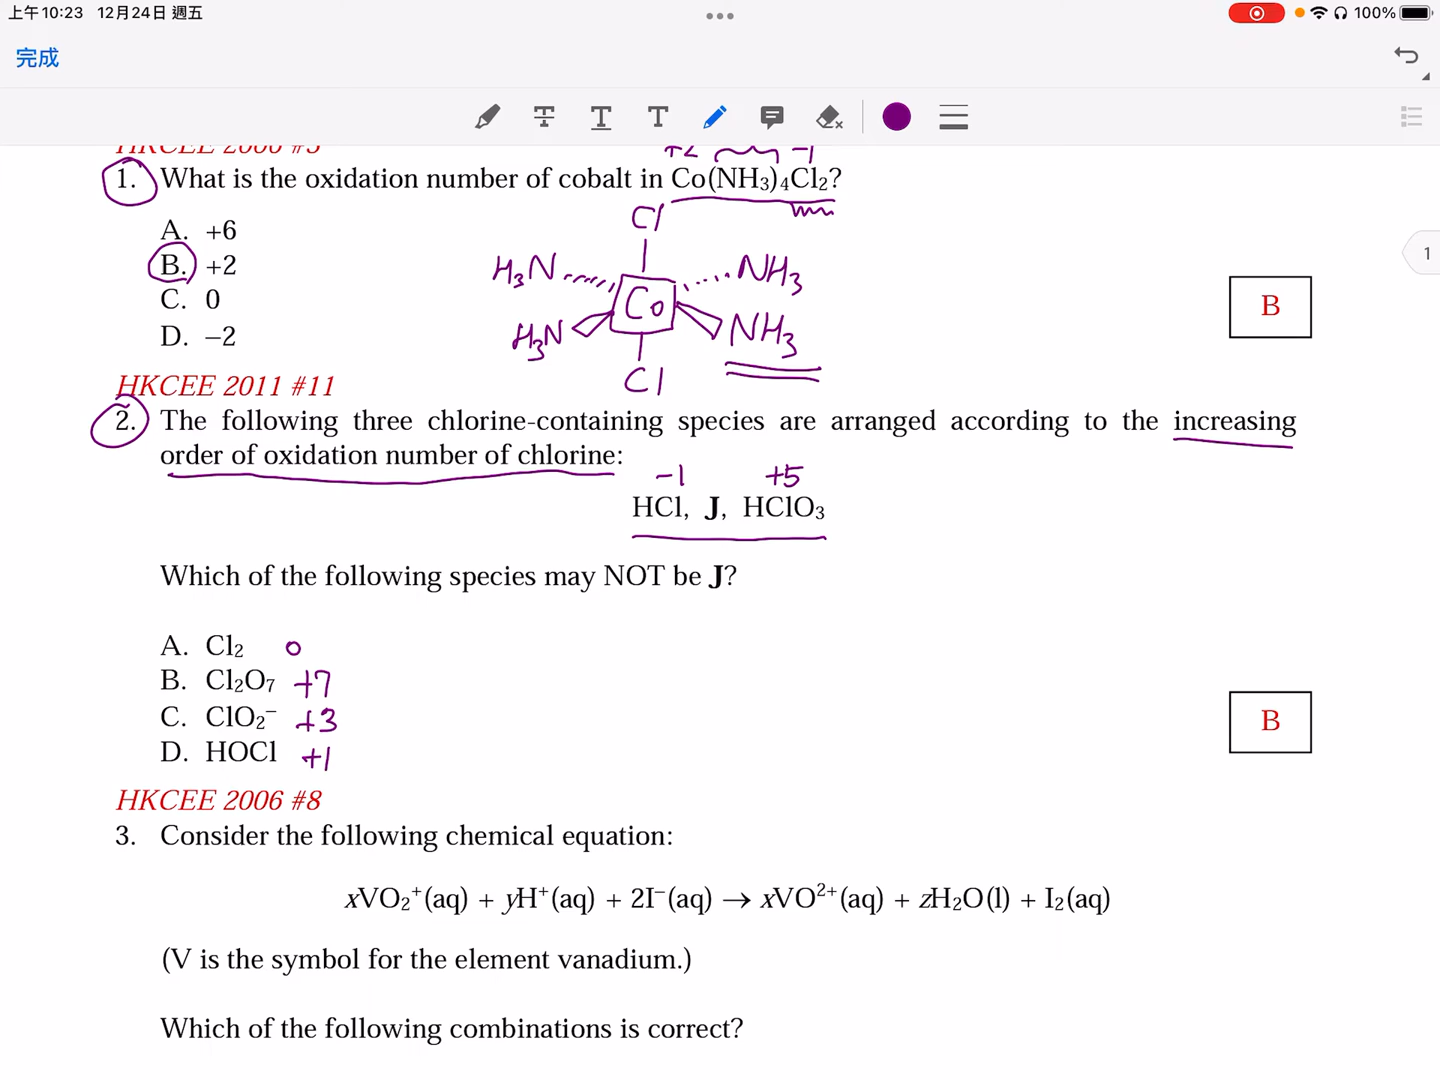 上午10:23 12月24日 週五 100%
完成
HKCEE 2006 #5
+2 -1
1. What is the oxidation number of cobalt in Co(NH₃)₄Cl₂?
A. +6
B. +2
C. 0
D. −2
Cl
H₃N NH₃
Co
H₃N NH₃
Cl
B
1
HKCEE 2011 #11
2. The following three chlorine-containing species are arranged according to the increasing
order of oxidation number of chlorine:
-1 +5
HCl, J, HClO₃
Which of the following species may NOT be J?
A. Cl₂ 0
B. Cl₂O₇ +7
C. ClO₂⁻ +3
D. HOCl +1
B
HKCEE 2006 #8
3. Consider the following chemical equation:
xVO₂⁺(aq) + yH⁺(aq) + 2I⁻(aq) → xVO²⁺(aq) + zH₂O(l) + I₂(aq)
(V is the symbol for the element vanadium.)
Which of the following combinations is correct?